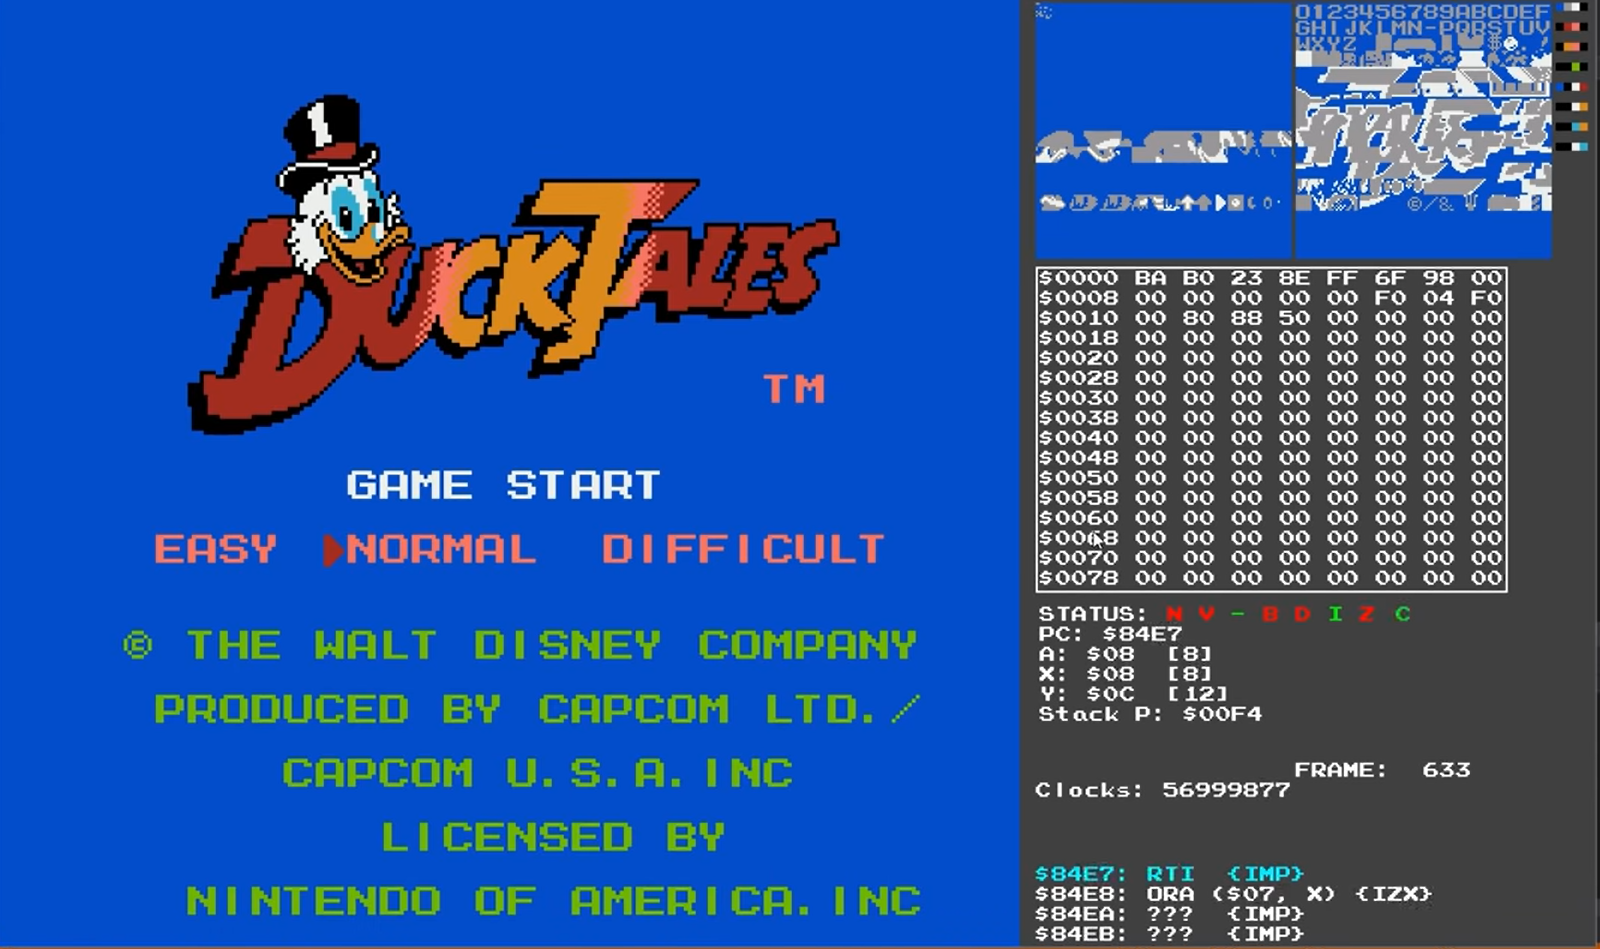 DUCKTALES
TM
GAME START
EASY NORMAL DIFFICULT
© THE WALT DISNEY COMPANY
PRODUCED BY CAPCOM LTD./
CAPCOM U.S.A.INC
LICENSED BY
NINTENDO OF AMERICA.INC
0123456789ABCDEF
GHIJKLMN-PQRSTUV
WXYZ
©/&
$0000 BA B0 23 8E FF 6F 98 00
$0008 00 00 00 00 00 F0 04 F0
$0010 00 80 88 50 00 00 00 00
$0018 00 00 00 00 00 00 00 00
$0020 00 00 00 00 00 00 00 00
$0028 00 00 00 00 00 00 00 00
$0030 00 00 00 00 00 00 00 00
$0038 00 00 00 00 00 00 00 00
$0040 00 00 00 00 00 00 00 00
$0048 00 00 00 00 00 00 00 00
$0050 00 00 00 00 00 00 00 00
$0058 00 00 00 00 00 00 00 00
$0060 00 00 00 00 00 00 00 00
$0068 00 00 00 00 00 00 00 00
$0070 00 00 00 00 00 00 00 00
$0078 00 00 00 00 00 00 00 00
STATUS: N V - B D I Z C
PC: $84E7
A: $08 [8]
X: $08 [8]
Y: $0C [12]
Stack P: $00F4
FRAME: 633
Clocks: 56999877
$84E7: RTI {IMP}
$84E8: ORA ($07, X) {IZX}
$84EA: ??? {IMP}
$84EB: ??? {IMP}